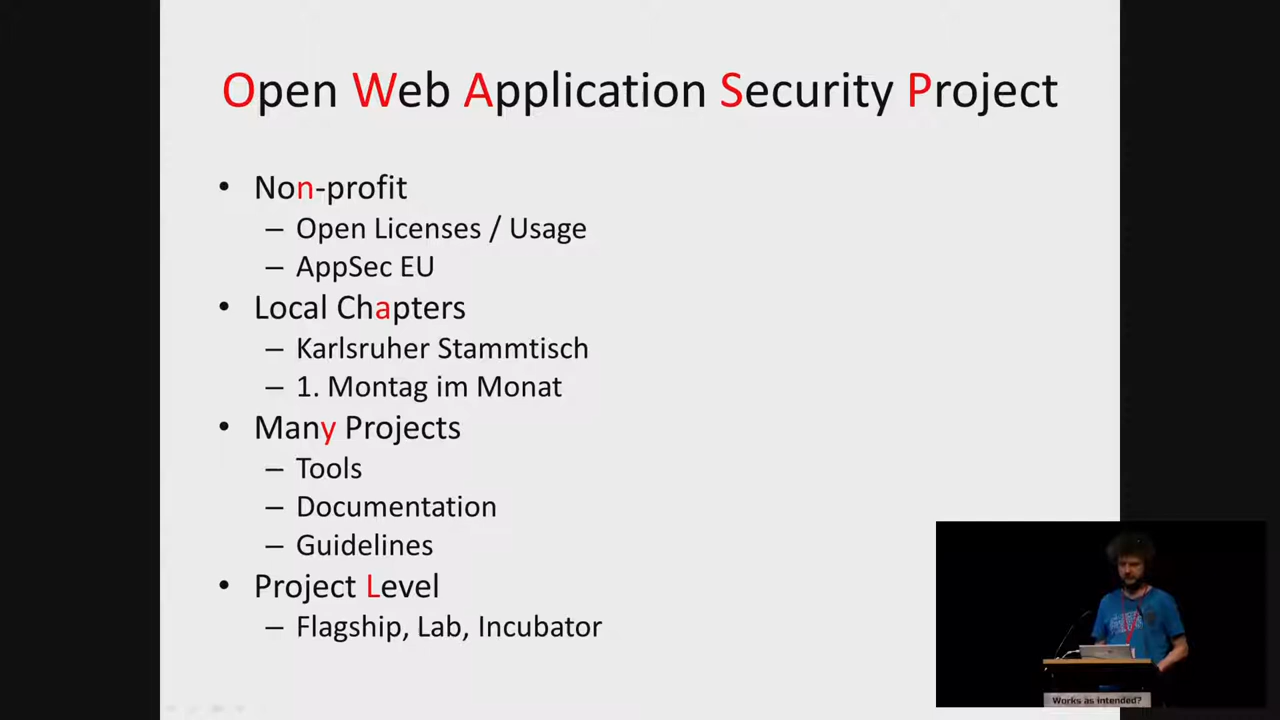 Open Web Application Security Project
• Non-profit
– Open Licenses / Usage
– AppSec EU
• Local Chapters
– Karlsruher Stammtisch
– 1. Montag im Monat
• Many Projects
– Tools
– Documentation
– Guidelines
• Project Level
– Flagship, Lab, Incubator
Works as intended?